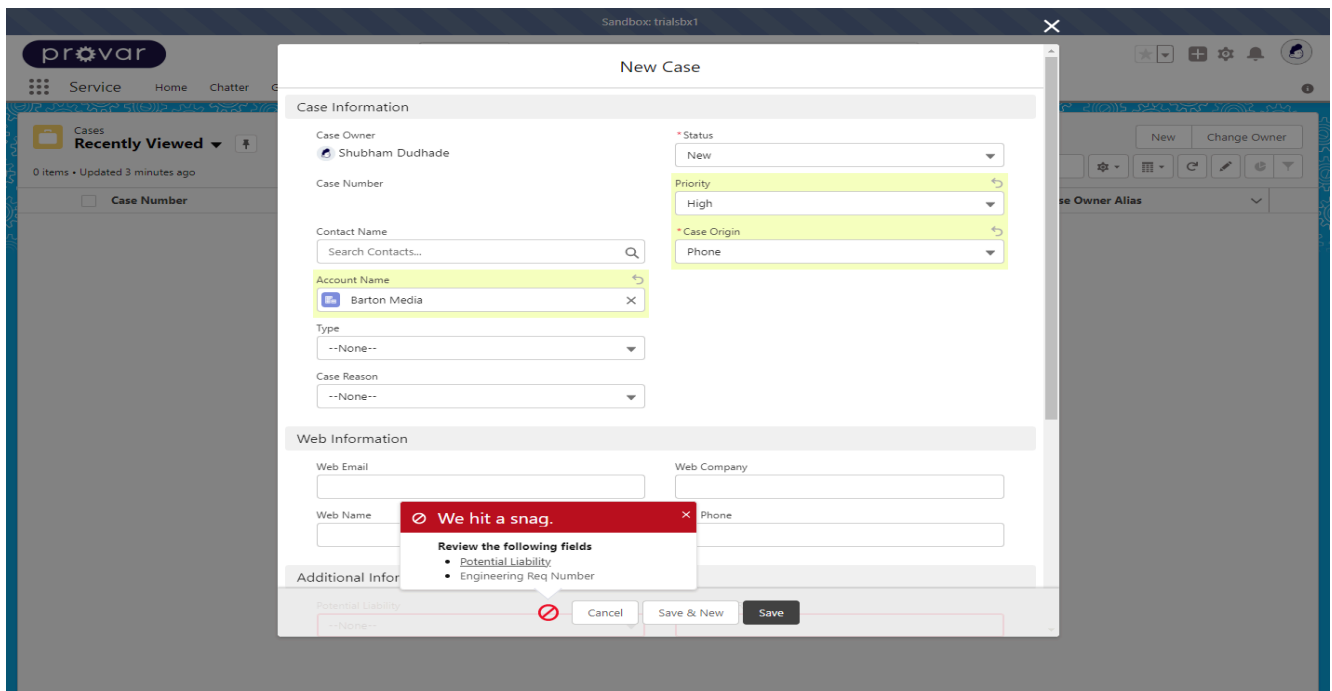 Sandbox: trialsbx1
provar
New Case
Service Home Chatter
Case Information
Cases
Recently Viewed
0 items • Updated 3 minutes ago
New Change Owner
Case Number
se Owner Alias
Case Owner
Shubham Dudhade
*Status
New
Case Number
Priority
High
Contact Name
Search Contacts...
*Case Origin
Phone
Account Name
Barton Media
Type
--None--
Case Reason
--None--
Web Information
Web Email
Web Company
Web Name
Phone
We hit a snag.
Review the following fields
• Potential Liability
• Engineering Req Number
Additional Infor
Potential Liability
--None--
Cancel Save & New Save